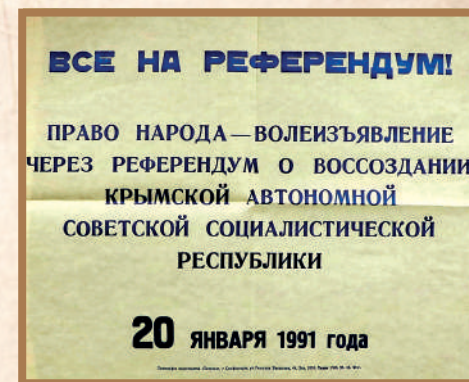 ВСЕ НА РЕФЕРЕНДУМ!
ПРАВО НАРОДА — ВОЛЕИЗЪЯВЛЕНИЕ
ЧЕРЕЗ РЕФЕРЕНДУМ О ВОССОЗДАНИИ
КРЫМСКОЙ АВТОНОМНОЙ
СОВЕТСКОЙ СОЦИАЛИСТИЧЕСКОЙ
РЕСПУБЛИКИ
20 ЯНВАРЯ 1991 года